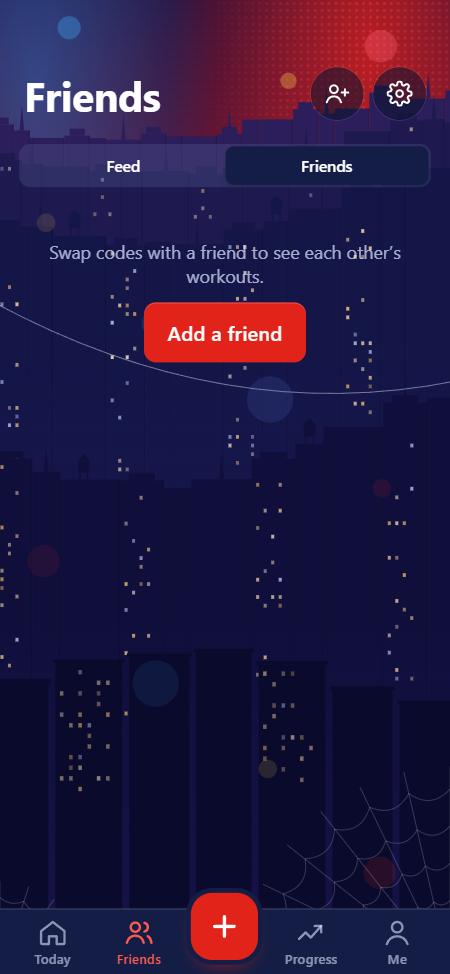 Friends
Feed
Friends
Swap codes with a friend to see each other’s
workouts.
Add a friend
Today
Friends
Progress
Me